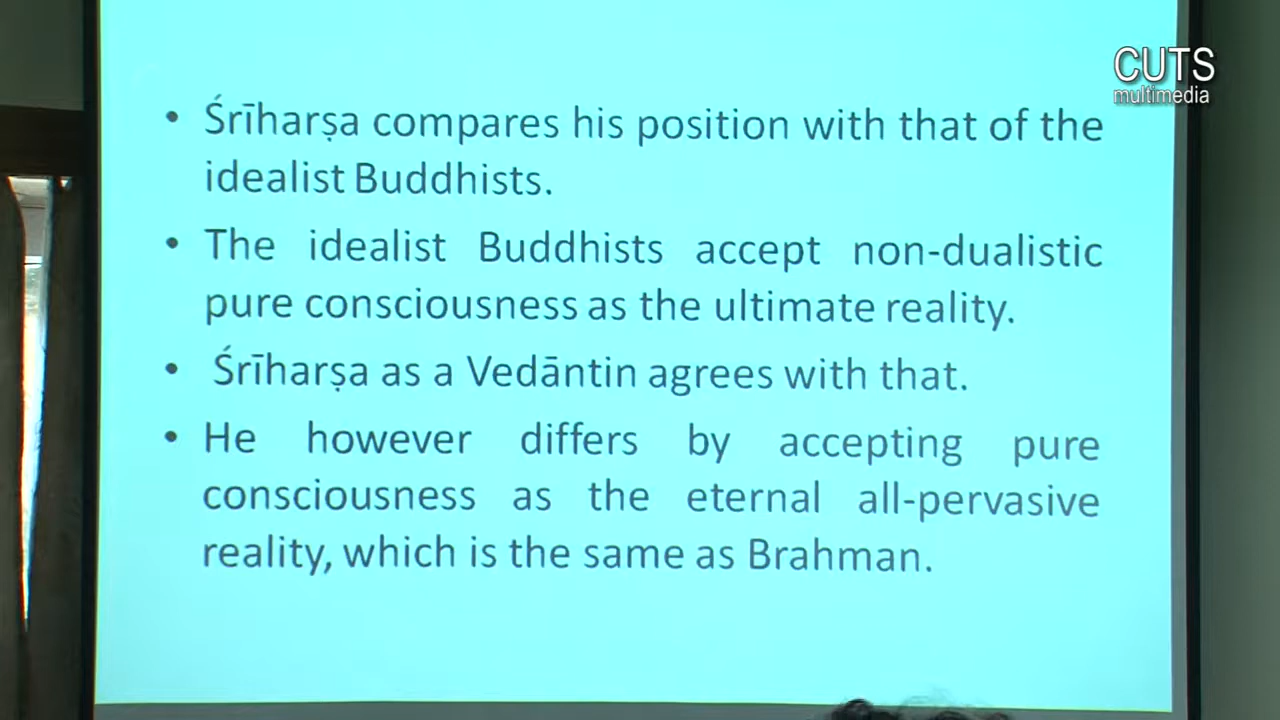 CUTS
multimedia
• Śrīharṣa compares his position with that of the
idealist Buddhists.
• The idealist Buddhists accept non-dualistic
pure consciousness as the ultimate reality.
• Śrīharṣa as a Vedāntin agrees with that.
• He however differs by accepting pure
consciousness as the eternal all-pervasive
reality, which is the same as Brahman.